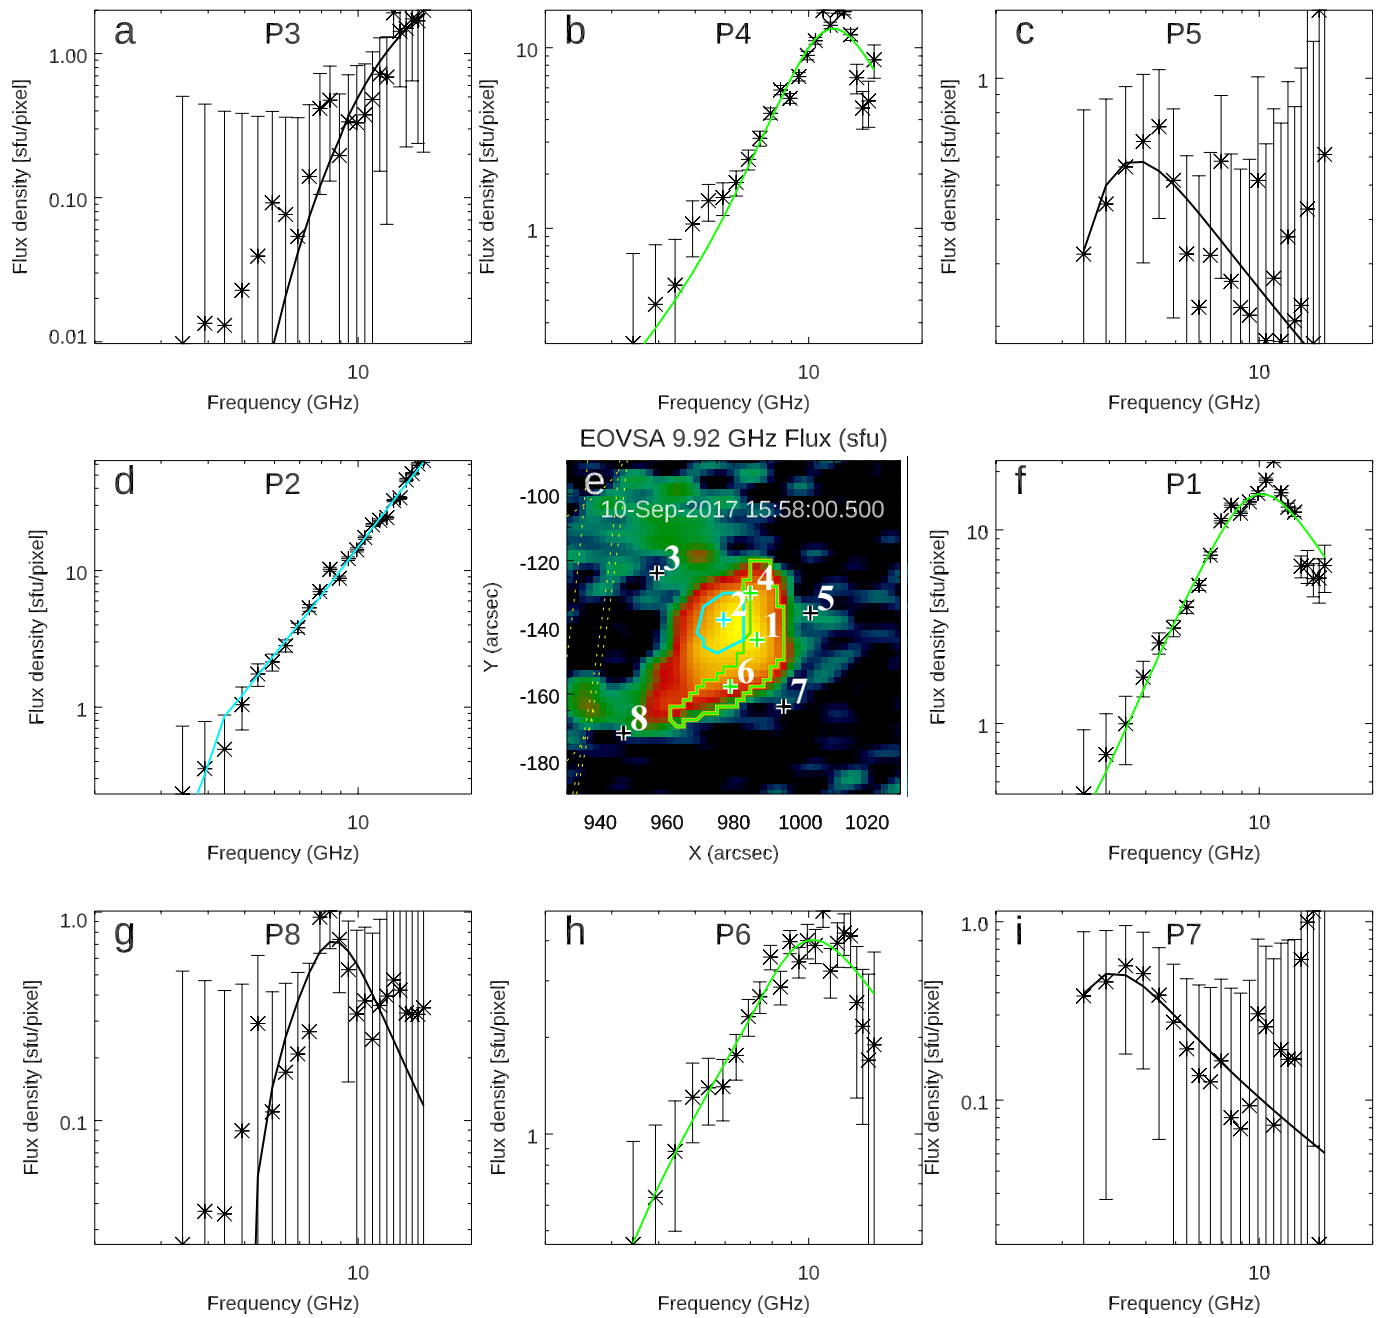 a P3
1.00
0.10
0.01
Flux density [sfu/pixel]
10
Frequency (GHz)
b P4
10
1
Flux density [sfu/pixel]
10
Frequency (GHz)
c P5
1
Flux density [sfu/pixel]
10
Frequency (GHz)
d P2
10
1
Flux density [sfu/pixel]
10
Frequency (GHz)
EOVSA 9.92 GHz Flux (sfu)
e
10-Sep-2017 15:58:00.500
-100
-120
-140
-160
-180
Y (arcsec)
3
4
2
5
1
6
7
8
940 960 980 1000 1020
X (arcsec)
f P1
10
1
Flux density [sfu/pixel]
10
Frequency (GHz)
g P8
1.0
0.1
Flux density [sfu/pixel]
10
Frequency (GHz)
h P6
1
Flux density [sfu/pixel]
10
Frequency (GHz)
i P7
1.0
0.1
Flux density [sfu/pixel]
10
Frequency (GHz)